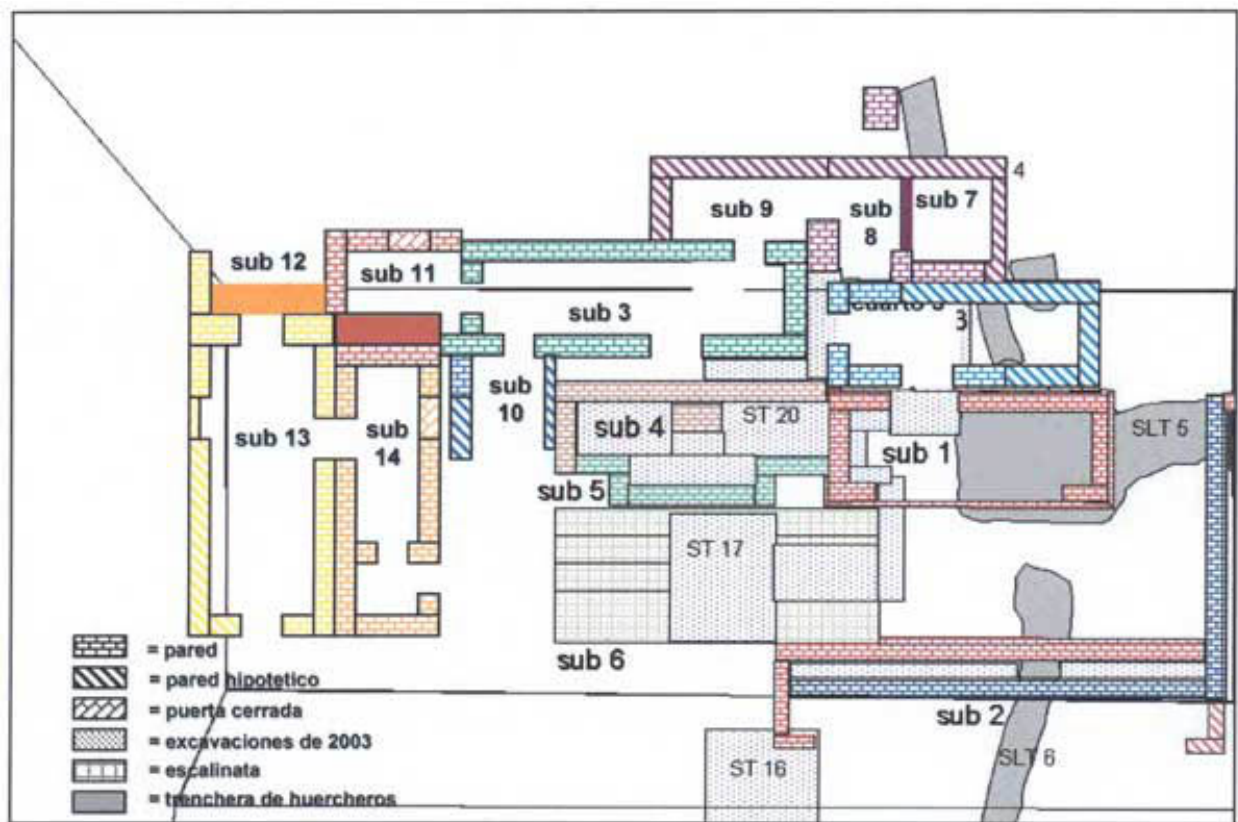 4
sub 9
sub 8
sub 7
sub 12
sub 11
sub 3
cuarto 3
3
sub 10
sub 4
ST 20
sub 1
SLT 5
sub 13
sub 14
sub 5
ST 17
sub 6
sub 2
ST 16
SLT 6
= pared
= pared hipotetico
= puerta cerrada
= excavaciones de 2003
= escalinata
= trenchera de huercheros